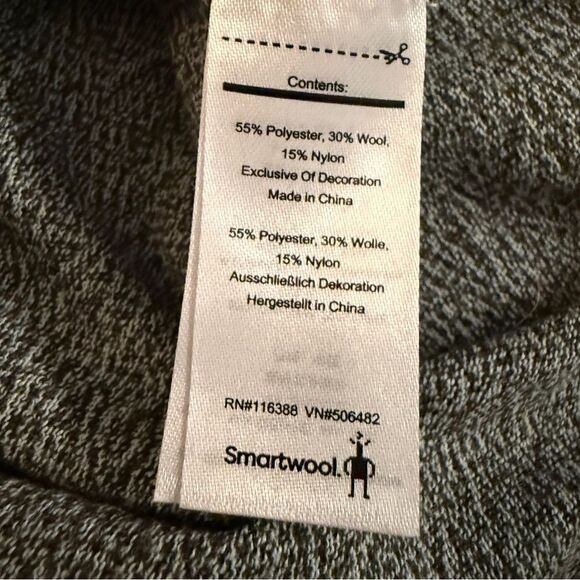 Contents:
55% Polyester, 30% Wool,
15% Nylon
Exclusive Of Decoration
Made in China
55% Polyester, 30% Wolle,
15% Nylon
Ausschließlich Dekoration
Hergestellt in China
RN#116388 VN#506482
Smartwool.